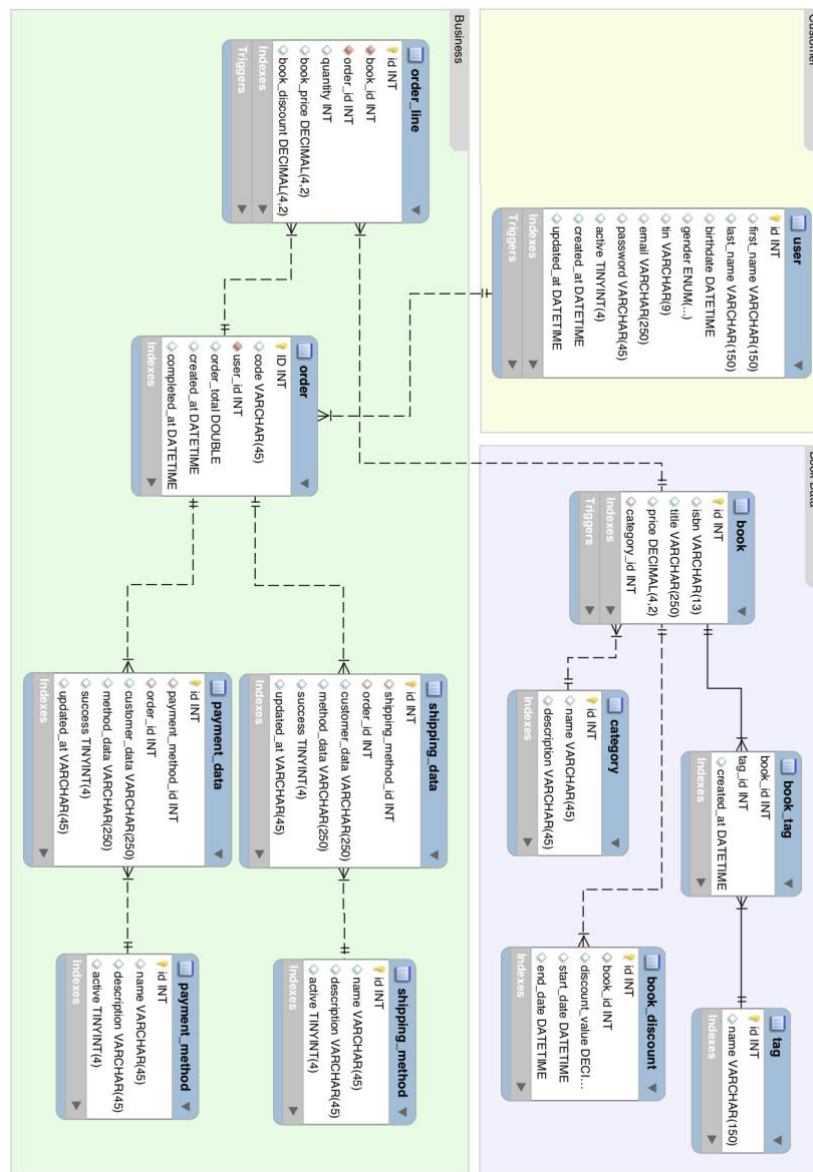 Customer
user
id INT
first_name VARCHAR(150)
last_name VARCHAR(150)
birthdate DATETIME
gender ENUM(...)
tin VARCHAR(9)
email VARCHAR(250)
password VARCHAR(45)
active TINYINT(4)
created_at DATETIME
updated_at DATETIME
Indexes
Triggers
Book Data
book
id INT
isbn VARCHAR(13)
title VARCHAR(250)
price DECIMAL(4,2)
category_id INT
Indexes
Triggers
book_tag
book_id INT
tag_id INT
created_at DATETIME
Indexes
tag
id INT
name VARCHAR(150)
Indexes
category
id INT
name VARCHAR(45)
description VARCHAR(45)
Indexes
book_discount
id INT
book_id INT
discount_value DECI...
start_date DATETIME
end_date DATETIME
Indexes
Business
order_line
id INT
book_id INT
order_id INT
quantity INT
book_price DECIMAL(4,2)
book_discount DECIMAL(4,2)
Indexes
Triggers
order
ID INT
code VARCHAR(45)
user_id INT
order_total DOUBLE
created_at DATETIME
completed_at DATETIME
Indexes
shipping_data
id INT
shipping_method_id INT
order_id INT
customer_data VARCHAR(250)
method_data VARCHAR(250)
success TINYINT(4)
updated_at VARCHAR(45)
Indexes
shipping_method
id INT
name VARCHAR(45)
description VARCHAR(45)
active TINYINT(4)
Indexes
payment_data
id INT
payment_method_id INT
order_id INT
customer_data VARCHAR(250)
method_data VARCHAR(250)
success TINYINT(4)
updated_at VARCHAR(45)
Indexes
payment_method
id INT
name VARCHAR(45)
description VARCHAR(45)
active TINYINT(4)
Indexes